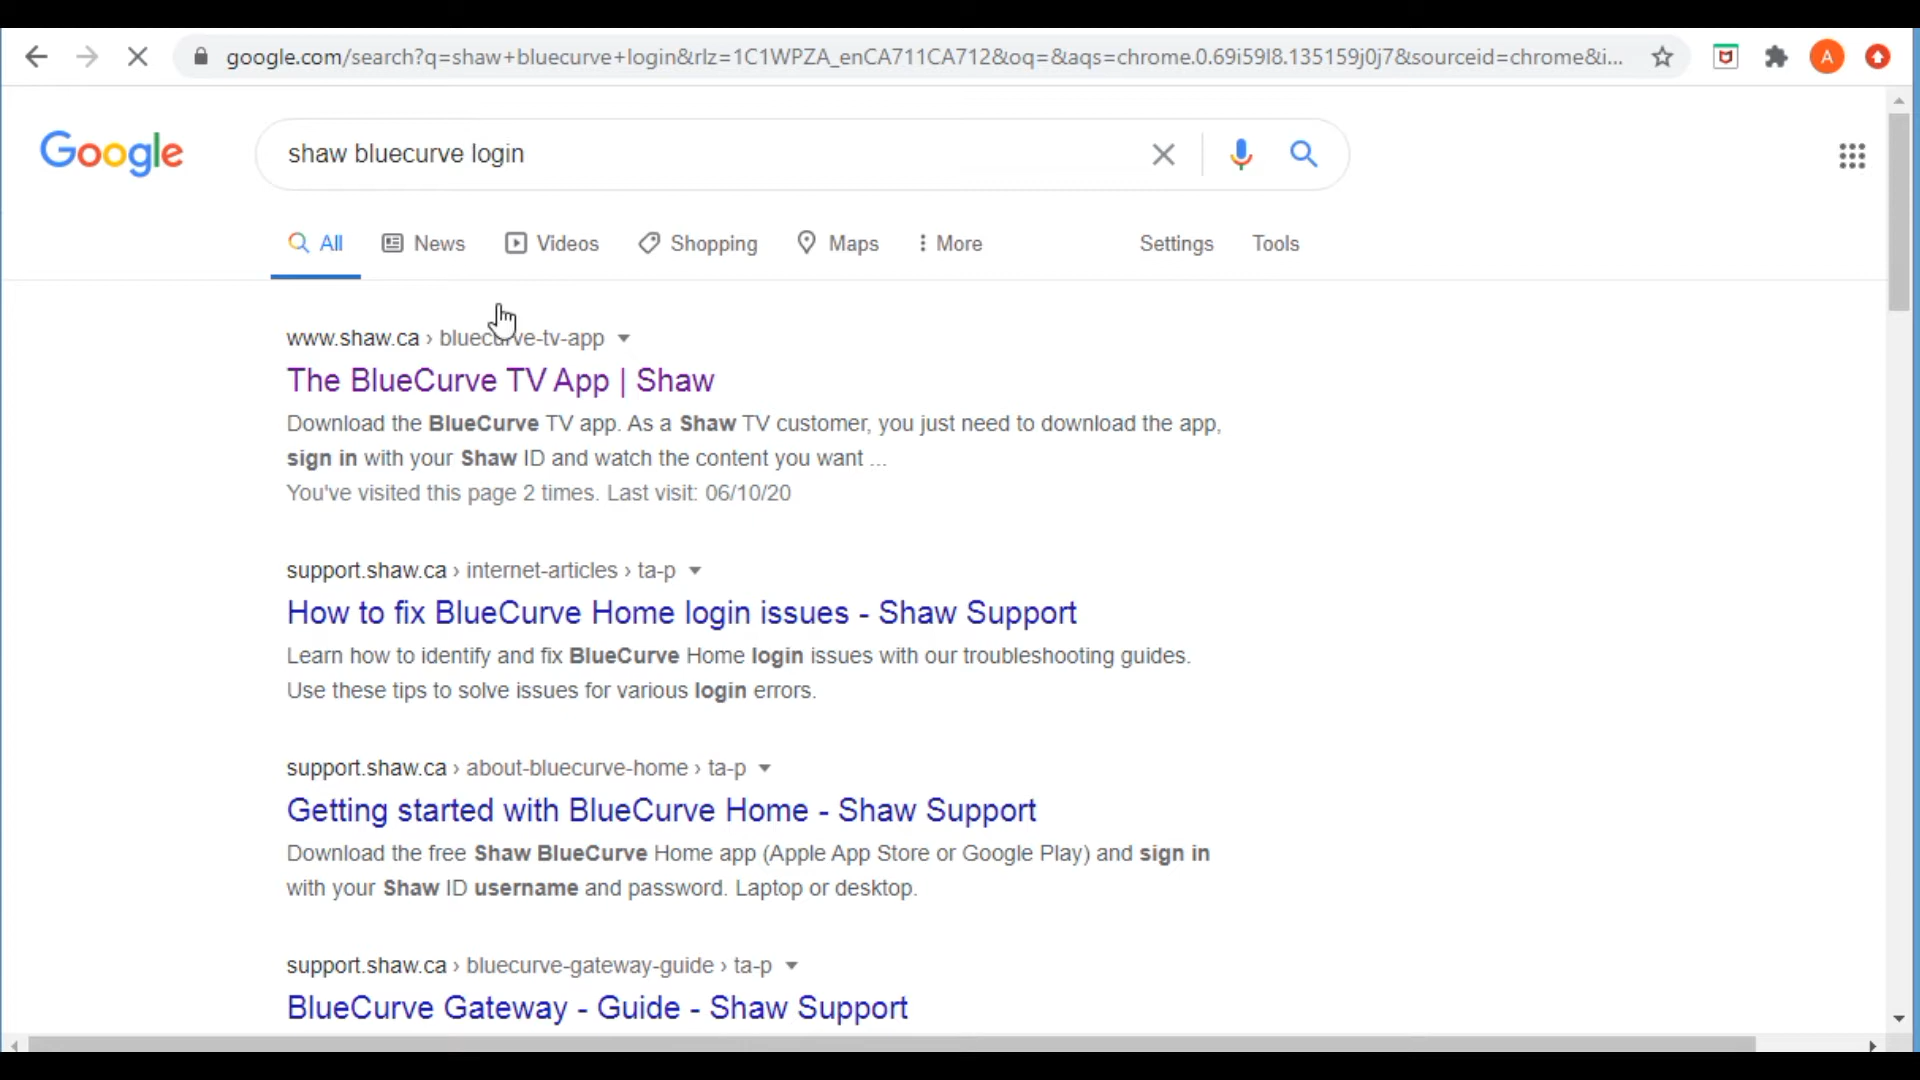 google.com/search?q=shaw+bluecurve+login&rlz=1C1WPZA_enCA711CA712&oq=&aqs=chrome.0.69i59l8.135159j0j7&sourceid=chrome&i...
A
Google
shaw bluecurve login
All News Videos Shopping Maps More Settings Tools
www.shaw.ca › bluecurve-tv-app
The BlueCurve TV App | Shaw
Download the BlueCurve TV app. As a Shaw TV customer, you just need to download the app,
sign in with your Shaw ID and watch the content you want ...
You've visited this page 2 times. Last visit: 06/10/20
support.shaw.ca › internet-articles › ta-p
How to fix BlueCurve Home login issues - Shaw Support
Learn how to identify and fix BlueCurve Home login issues with our troubleshooting guides.
Use these tips to solve issues for various login errors.
support.shaw.ca › about-bluecurve-home › ta-p
Getting started with BlueCurve Home - Shaw Support
Download the free Shaw BlueCurve Home app (Apple App Store or Google Play) and sign in
with your Shaw ID username and password. Laptop or desktop.
support.shaw.ca › bluecurve-gateway-guide › ta-p
BlueCurve Gateway - Guide - Shaw Support